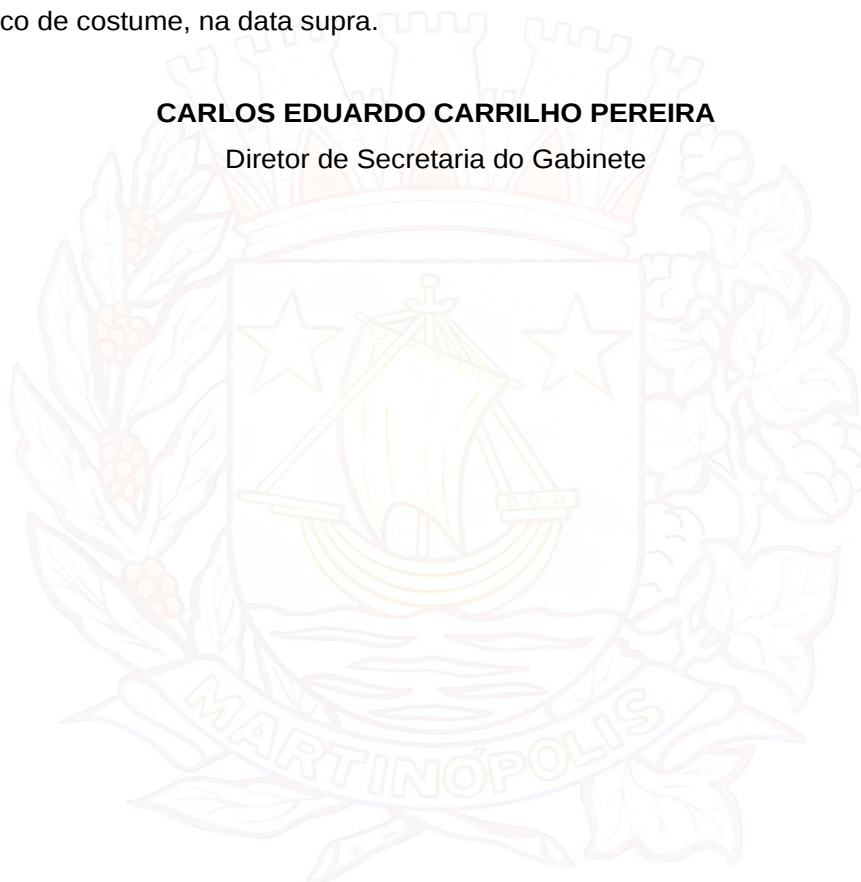 co de costume, na data supra.
CARLOS EDUARDO CARRILHO PEREIRA
Diretor de Secretaria do Gabinete
MARTINÓPOLIS